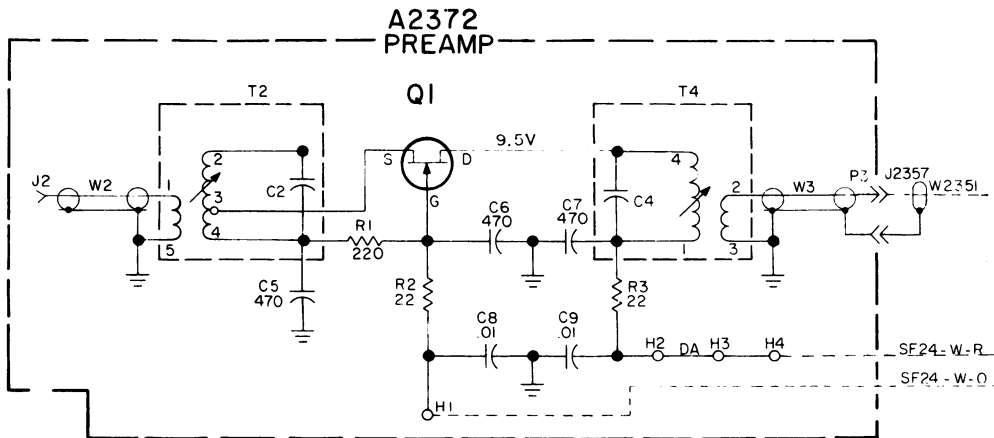 A2372
PREAMP
T2
Q1
T4
9.5V
J2
W2
1
5
2
3
4
C2
S
D
G
C6
470
C7
470
C4
4
1
2
3
W3
P3
J2357
W2351
R1
220
C5
470
R2
22
R3
22
C8
.01
C9
.01
H2
DA
H3
H4
SF24-W-R
SF24-W-O
H1